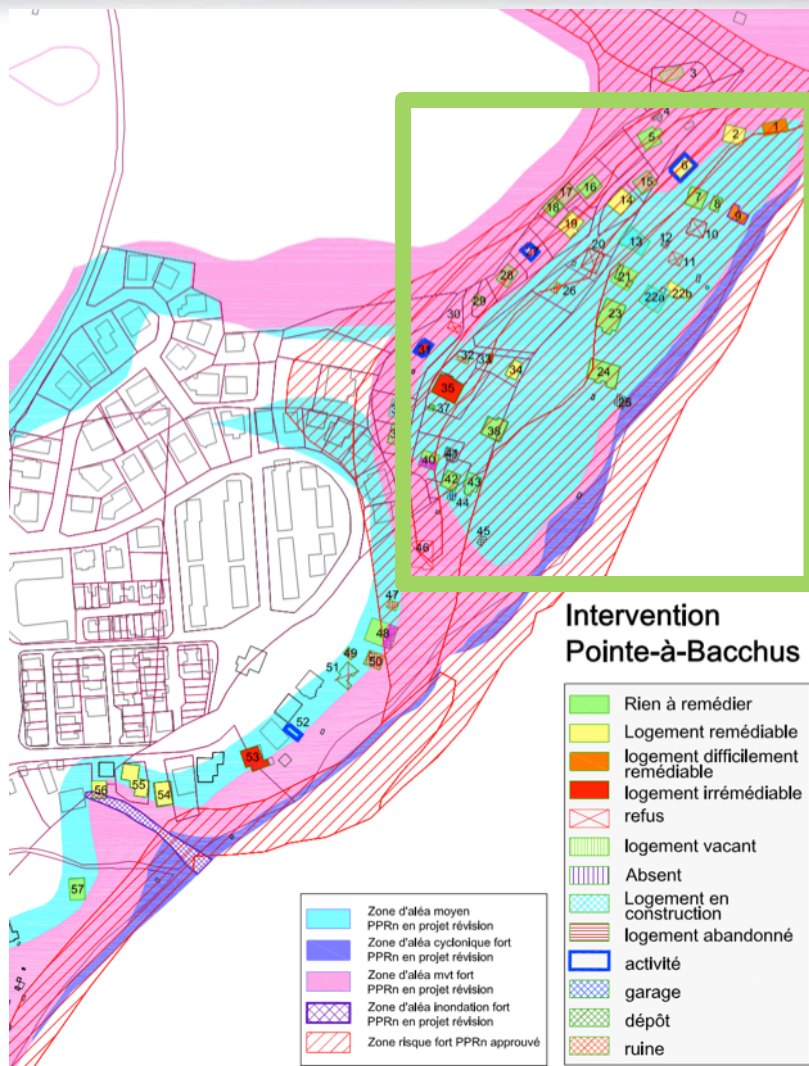 3
4
5
2
1
6
17
16
15
18
14
7
8
9
19
10
20
13
12
11
28
21
26
22a
22b
29
30
23
31
32
33
34
24
35
37
25
38
40
41
42
43
44
45
46
47
48
49
50
51
52
53
56
55
54
57
Intervention
Pointe-à-Bacchus
Rien à remédier
Logement remédiable
logement difficilement
remédiable
logement irrémédiable
refus
logement vacant
Absent
Logement en
construction
logement abandonné
activité
garage
dépôt
ruine
Zone d'aléa moyen
PPRn en projet révision
Zone d'aléa cyclonique fort
PPRn en projet révision
Zone d'aléa mvt fort
PPRn en projet révision
Zone d'aléa inondation fort
PPRn en projet révision
Zone risque fort PPRn approuvé